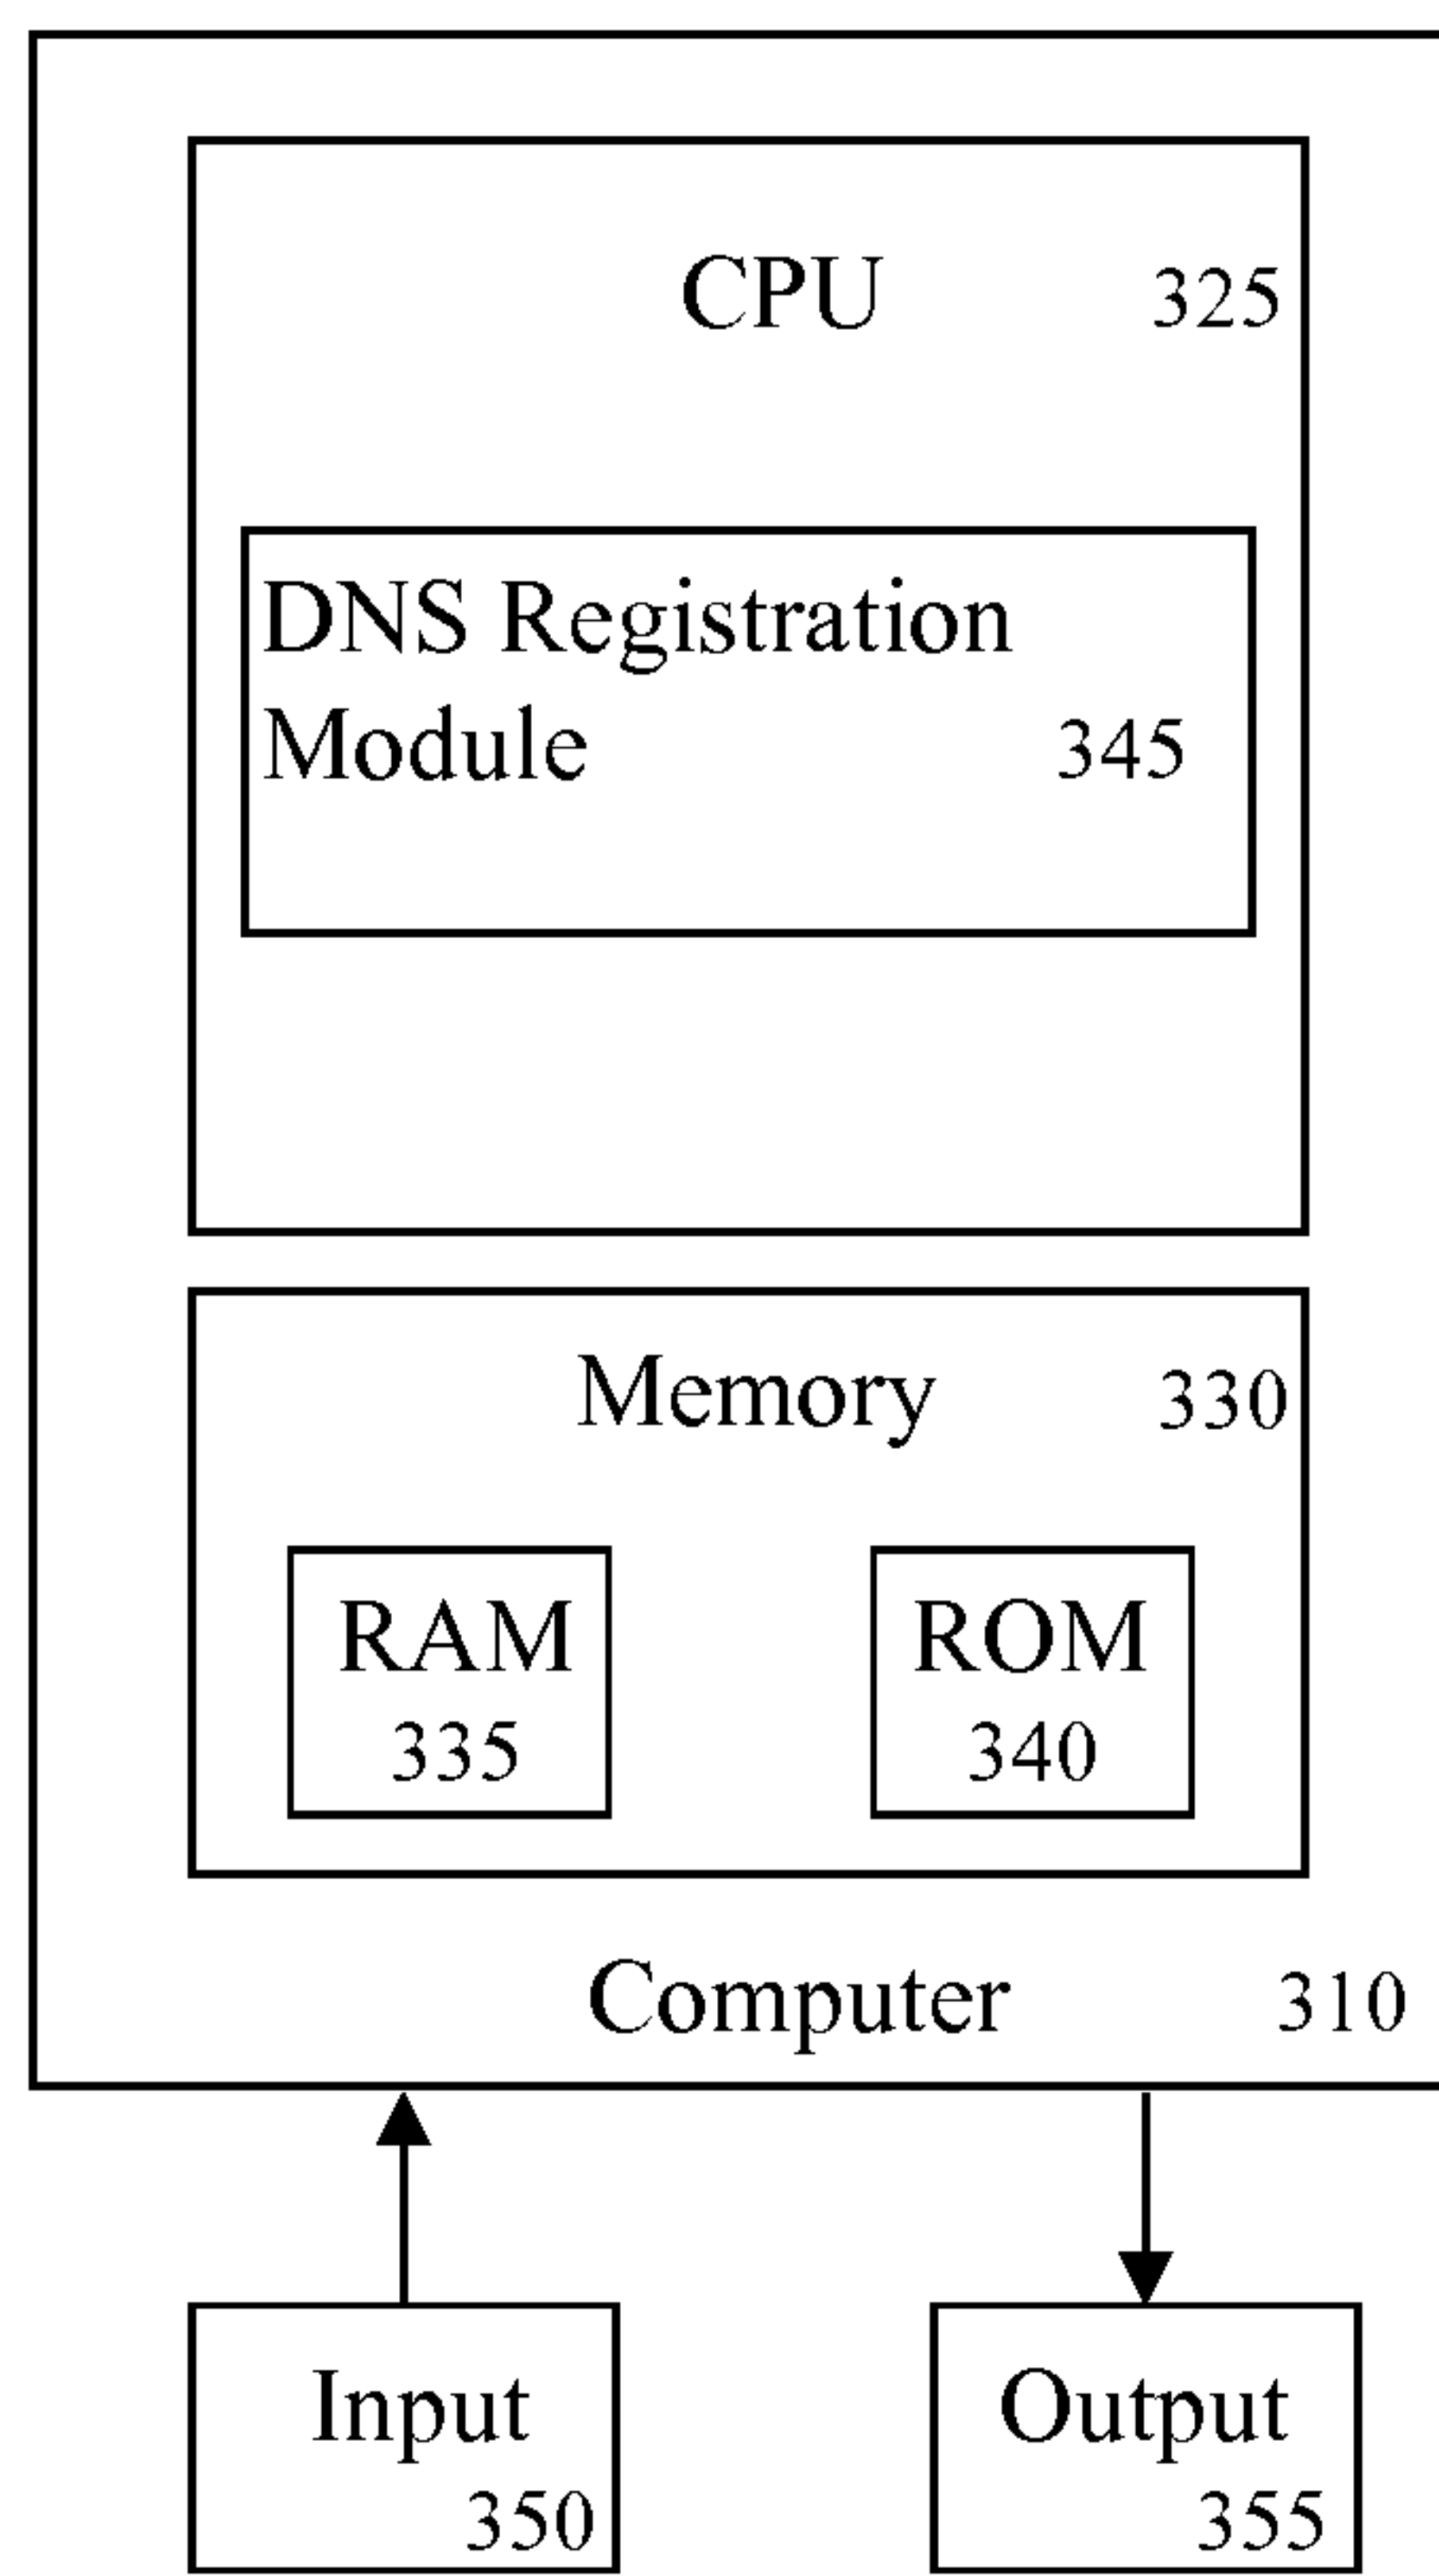 CPU 325
DNS Registration
Module 345
Memory 330
RAM ROM
335 340
Computer 310
Input Output
350 355